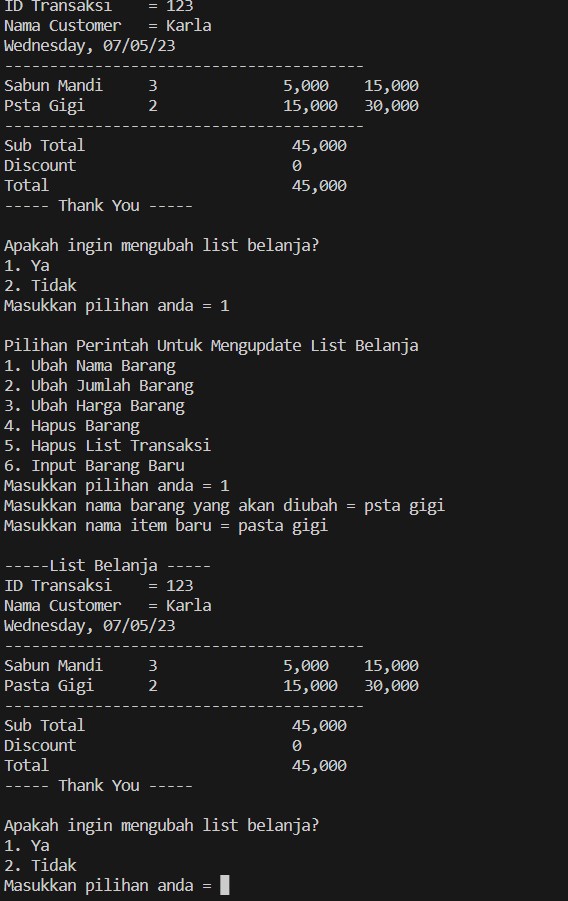 ID Transaksi    = 123
Nama Customer   = Karla
Wednesday, 07/05/23
----------------------------------------
Sabun Mandi     3              5,000    15,000
Psta Gigi       2              15,000   30,000
----------------------------------------
Sub Total                       45,000
Discount                        0
Total                           45,000
----- Thank You -----

Apakah ingin mengubah list belanja?
1. Ya
2. Tidak
Masukkan pilihan anda = 1

Pilihan Perintah Untuk Mengupdate List Belanja
1. Ubah Nama Barang
2. Ubah Jumlah Barang
3. Ubah Harga Barang
4. Hapus Barang
5. Hapus List Transaksi
6. Input Barang Baru
Masukkan pilihan anda = 1
Masukkan nama barang yang akan diubah = psta gigi
Masukkan nama item baru = pasta gigi

-----List Belanja -----
ID Transaksi    = 123
Nama Customer   = Karla
Wednesday, 07/05/23
----------------------------------------
Sabun Mandi     3              5,000    15,000
Pasta Gigi      2              15,000   30,000
----------------------------------------
Sub Total                       45,000
Discount                        0
Total                           45,000
----- Thank You -----

Apakah ingin mengubah list belanja?
1. Ya
2. Tidak
Masukkan pilihan anda =